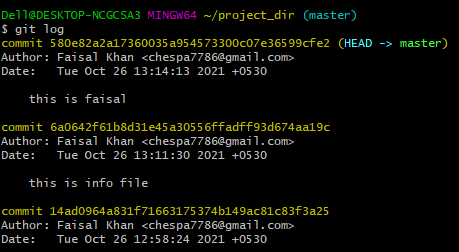 Dell@DESKTOP-NCGCSA3 MINGW64 ~/project_dir (master)
$ git log
commit 580e82a2a17360035a954573300c07e36599cfe2 (HEAD -> master)
Author: Faisal Khan <chespa7786@gmail.com>
Date:   Tue Oct 26 13:14:13 2021 +0530
    this is faisal
commit 6a0642f61b8d31e45a30556ffadff93d674aa19c
Author: Faisal Khan <chespa7786@gmail.com>
Date:   Tue Oct 26 13:11:30 2021 +0530
    this is info file
commit 14ad0964a831f71663175374b149ac81c83f3a25
Author: Faisal Khan <chespa7786@gmail.com>
Date:   Tue Oct 26 12:58:24 2021 +0530